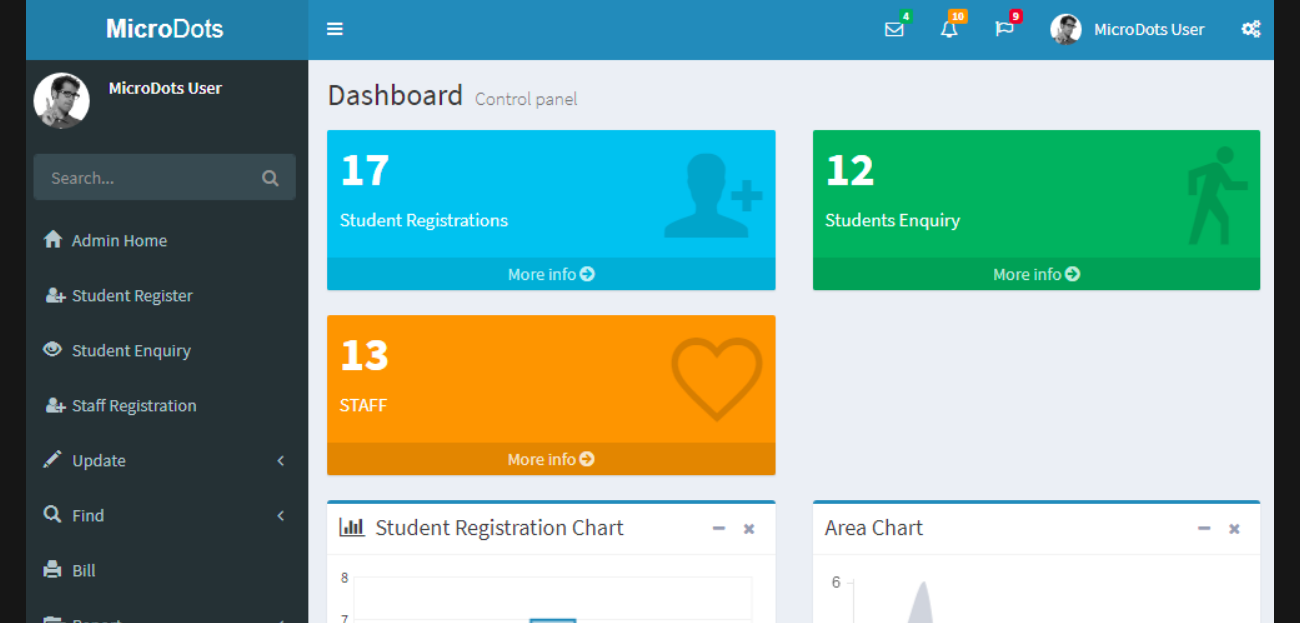 MicroDots
4
10
9
MicroDots User
MicroDots User
Search...
Admin Home
Student Register
Student Enquiry
Staff Registration
Update
Find
Bill
Report
Dashboard Control panel
17
Student Registrations
More info
12
Students Enquiry
More info
13
STAFF
More info
Student Registration Chart
8
7
Area Chart
6